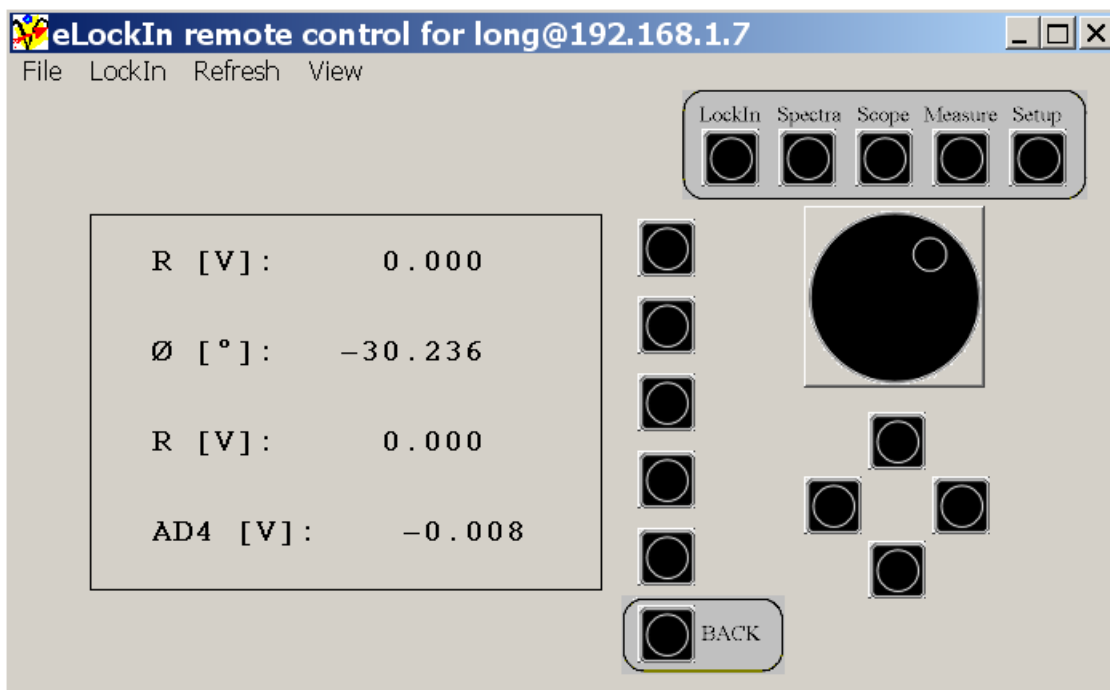 eLockIn remote control for long@192.168.1.7
File LockIn Refresh View
LockIn Spectra Scope Measure Setup
R [V]: 0.000
Ø [°]: −30.236
R [V]: 0.000
AD4 [V]: −0.008
BACK